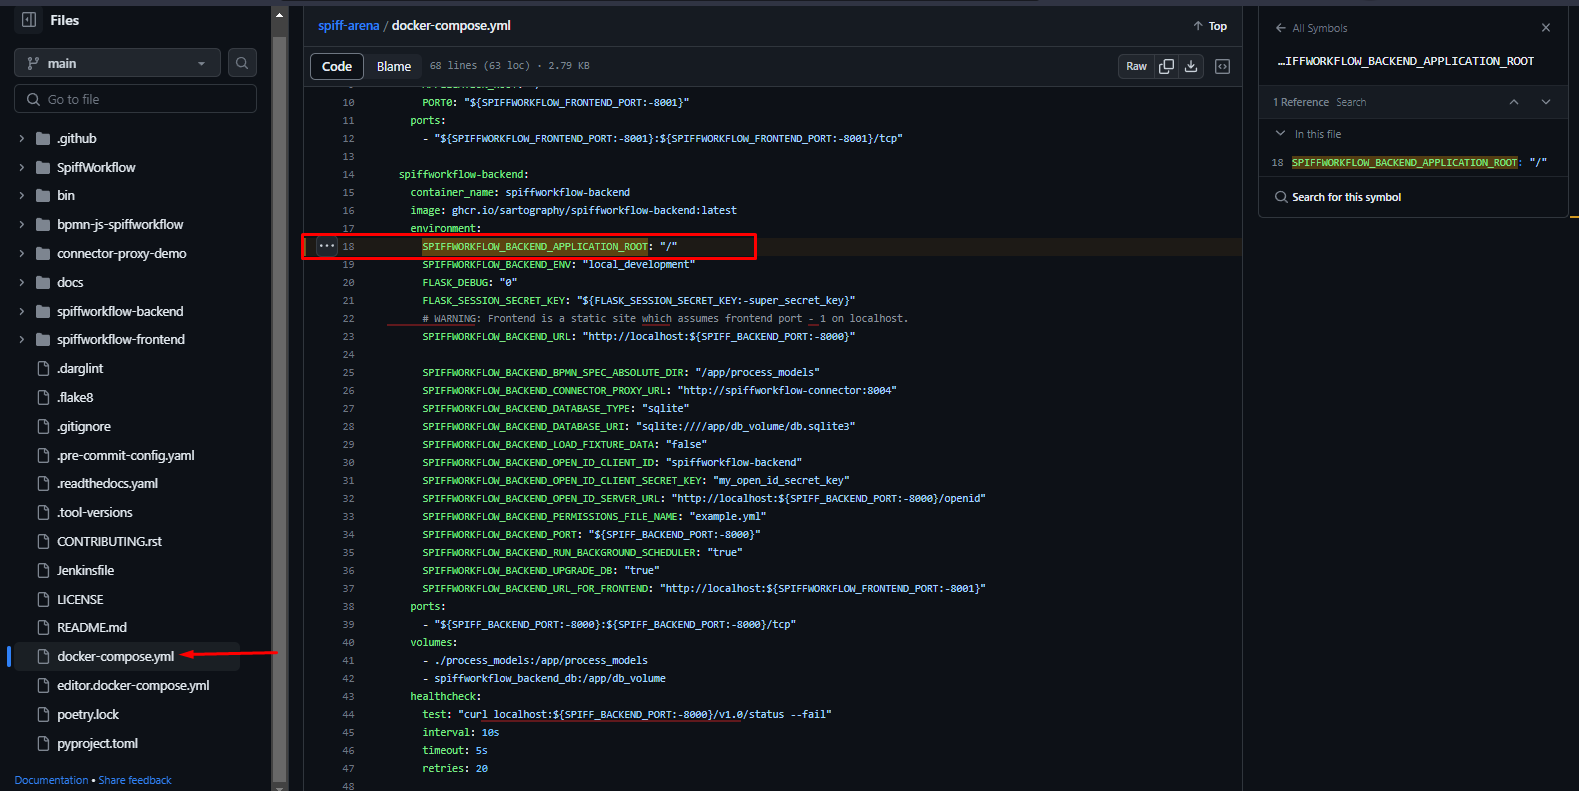 Files
main
Go to file
.github
SpiffWorkflow
bin
bpmn-js-spiffworkflow
connector-proxy-demo
docs
spiffworkflow-backend
spiffworkflow-frontend
.darglint
.flake8
.gitignore
.pre-commit-config.yaml
.readthedocs.yaml
.tool-versions
CONTRIBUTING.rst
Jenkinsfile
LICENSE
README.md
docker-compose.yml
editor.docker-compose.yml
poetry.lock
pyproject.toml
Documentation • Share feedback
spiff-arena / docker-compose.yml
Top
Code Blame 68 lines (63 loc) · 2.79 KB
Raw
10 PORT0: "${SPIFFWORKFLOW_FRONTEND_PORT:-8001}"
11 ports:
12 - "${SPIFFWORKFLOW_FRONTEND_PORT:-8001}:${SPIFFWORKFLOW_FRONTEND_PORT:-8001}/tcp"
13
14 spiffworkflow-backend:
15 container_name: spiffworkflow-backend
16 image: ghcr.io/sartography/spiffworkflow-backend:latest
17 environment:
18 SPIFFWORKFLOW_BACKEND_APPLICATION_ROOT: "/"
19 SPIFFWORKFLOW_BACKEND_ENV: "local_development"
20 FLASK_DEBUG: "0"
21 FLASK_SESSION_SECRET_KEY: "${FLASK_SESSION_SECRET_KEY:-super_secret_key}"
22 # WARNING: Frontend is a static site which assumes frontend port - 1 on localhost.
23 SPIFFWORKFLOW_BACKEND_URL: "http://localhost:${SPIFF_BACKEND_PORT:-8000}"
24
25 SPIFFWORKFLOW_BACKEND_BPMN_SPEC_ABSOLUTE_DIR: "/app/process_models"
26 SPIFFWORKFLOW_BACKEND_CONNECTOR_PROXY_URL: "http://spiffworkflow-connector:8004"
27 SPIFFWORKFLOW_BACKEND_DATABASE_TYPE: "sqlite"
28 SPIFFWORKFLOW_BACKEND_DATABASE_URI: "sqlite:////app/db_volume/db.sqlite3"
29 SPIFFWORKFLOW_BACKEND_LOAD_FIXTURE_DATA: "false"
30 SPIFFWORKFLOW_BACKEND_OPEN_ID_CLIENT_ID: "spiffworkflow-backend"
31 SPIFFWORKFLOW_BACKEND_OPEN_ID_CLIENT_SECRET_KEY: "my_open_id_secret_key"
32 SPIFFWORKFLOW_BACKEND_OPEN_ID_SERVER_URL: "http://localhost:${SPIFF_BACKEND_PORT:-8000}/openid"
33 SPIFFWORKFLOW_BACKEND_PERMISSIONS_FILE_NAME: "example.yml"
34 SPIFFWORKFLOW_BACKEND_PORT: "${SPIFF_BACKEND_PORT:-8000}"
35 SPIFFWORKFLOW_BACKEND_RUN_BACKGROUND_SCHEDULER: "true"
36 SPIFFWORKFLOW_BACKEND_UPGRADE_DB: "true"
37 SPIFFWORKFLOW_BACKEND_URL_FOR_FRONTEND: "http://localhost:${SPIFFWORKFLOW_FRONTEND_PORT:-8001}"
38 ports:
39 - "${SPIFF_BACKEND_PORT:-8000}:${SPIFF_BACKEND_PORT:-8000}/tcp"
40 volumes:
41 - ./process_models:/app/process_models
42 - spiffworkflow_backend_db:/app/db_volume
43 healthcheck:
44 test: "curl localhost:${SPIFF_BACKEND_PORT:-8000}/v1.0/status --fail"
45 interval: 10s
46 timeout: 5s
47 retries: 20
48
All Symbols
...IFFWORKFLOW_BACKEND_APPLICATION_ROOT
1 Reference Search
In this file
18 SPIFFWORKFLOW_BACKEND_APPLICATION_ROOT: "/"
Search for this symbol